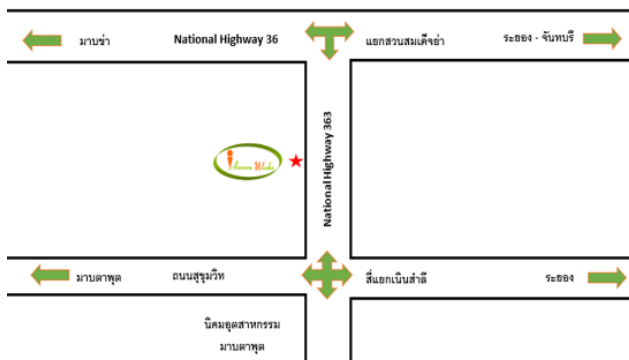 มาบข่า
National Highway 36
แยกสวนสมเด็จย่า
ระยอง - จันทบุรี
National Highway 363
มาบตาพุต
ถนนสุขุมวิท
สี่แยกเนินสำลี
ระยอง
นิคมอุตสาหกรรม
มาบตาพุต